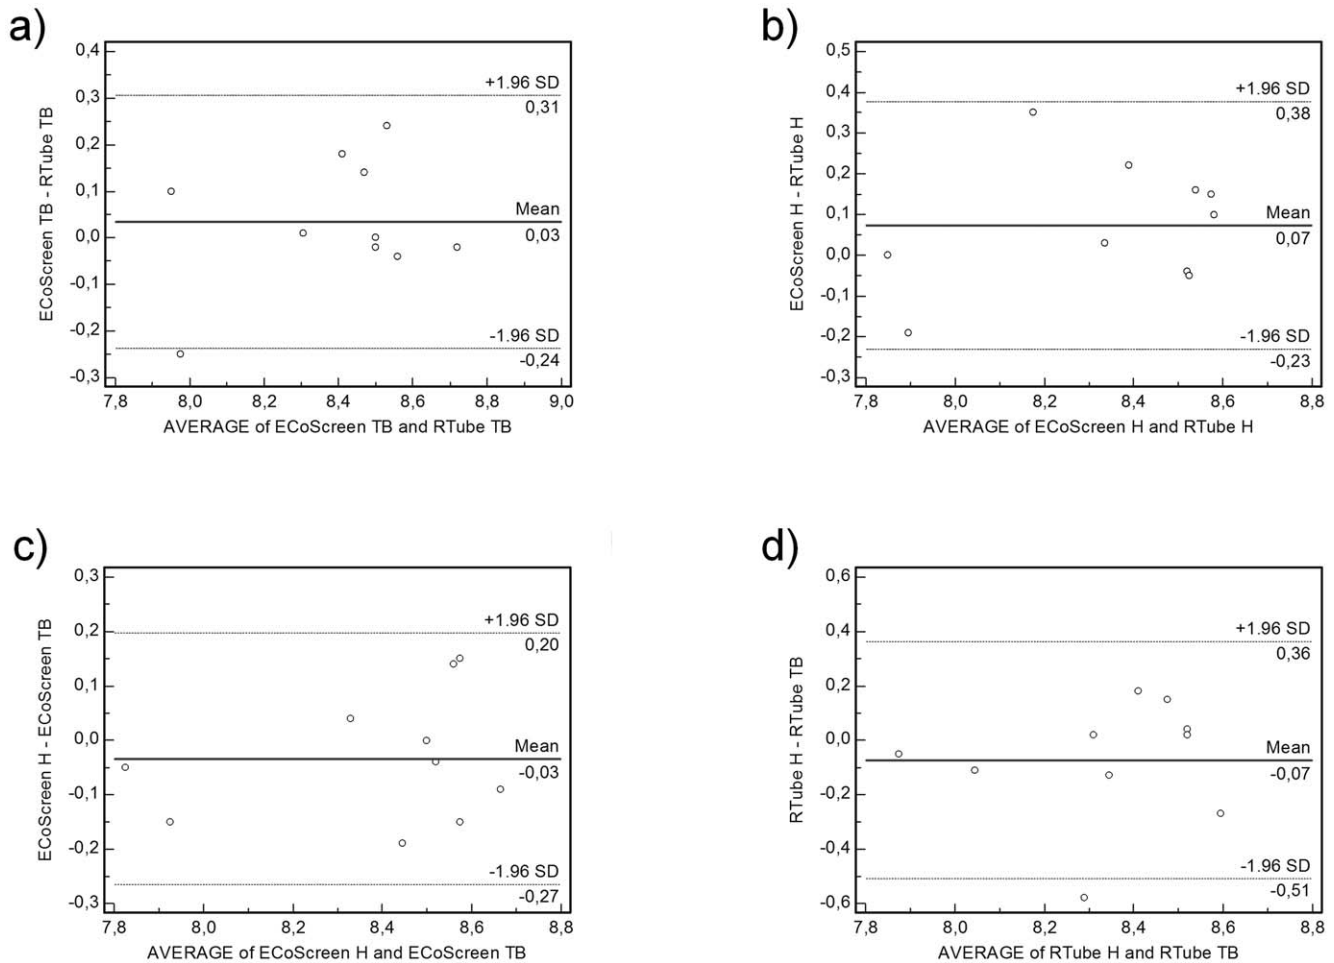 a)
0,4
0,3
0,2
0,1
0,0
-0,1
-0,2
-0,3
ECoScreen TB - RTube TB
+1.96 SD
0,31
Mean
0,03
-1.96 SD
-0,24
7,8 8,0 8,2 8,4 8,6 8,8 9,0
AVERAGE of ECoScreen TB and RTube TB
b)
0,5
0,4
0,3
0,2
0,1
0,0
-0,1
-0,2
-0,3
ECoScreen H - RTube H
+1.96 SD
0,38
Mean
0,07
-1.96 SD
-0,23
7,8 8,0 8,2 8,4 8,6 8,8
AVERAGE of ECoScreen H and RTube H
c)
0,3
0,2
0,1
0,0
-0,1
-0,2
-0,3
ECoScreen H - ECoScreen TB
+1.96 SD
0,20
Mean
-0,03
-1.96 SD
-0,27
7,8 8,0 8,2 8,4 8,6 8,8
AVERAGE of ECoScreen H and ECoScreen TB
d)
0,6
0,4
0,2
0,0
-0,2
-0,4
-0,6
RTube H - RTube TB
+1.96 SD
0,36
Mean
-0,07
-1.96 SD
-0,51
7,8 8,0 8,2 8,4 8,6 8,8
AVERAGE of RTube H and RTube TB